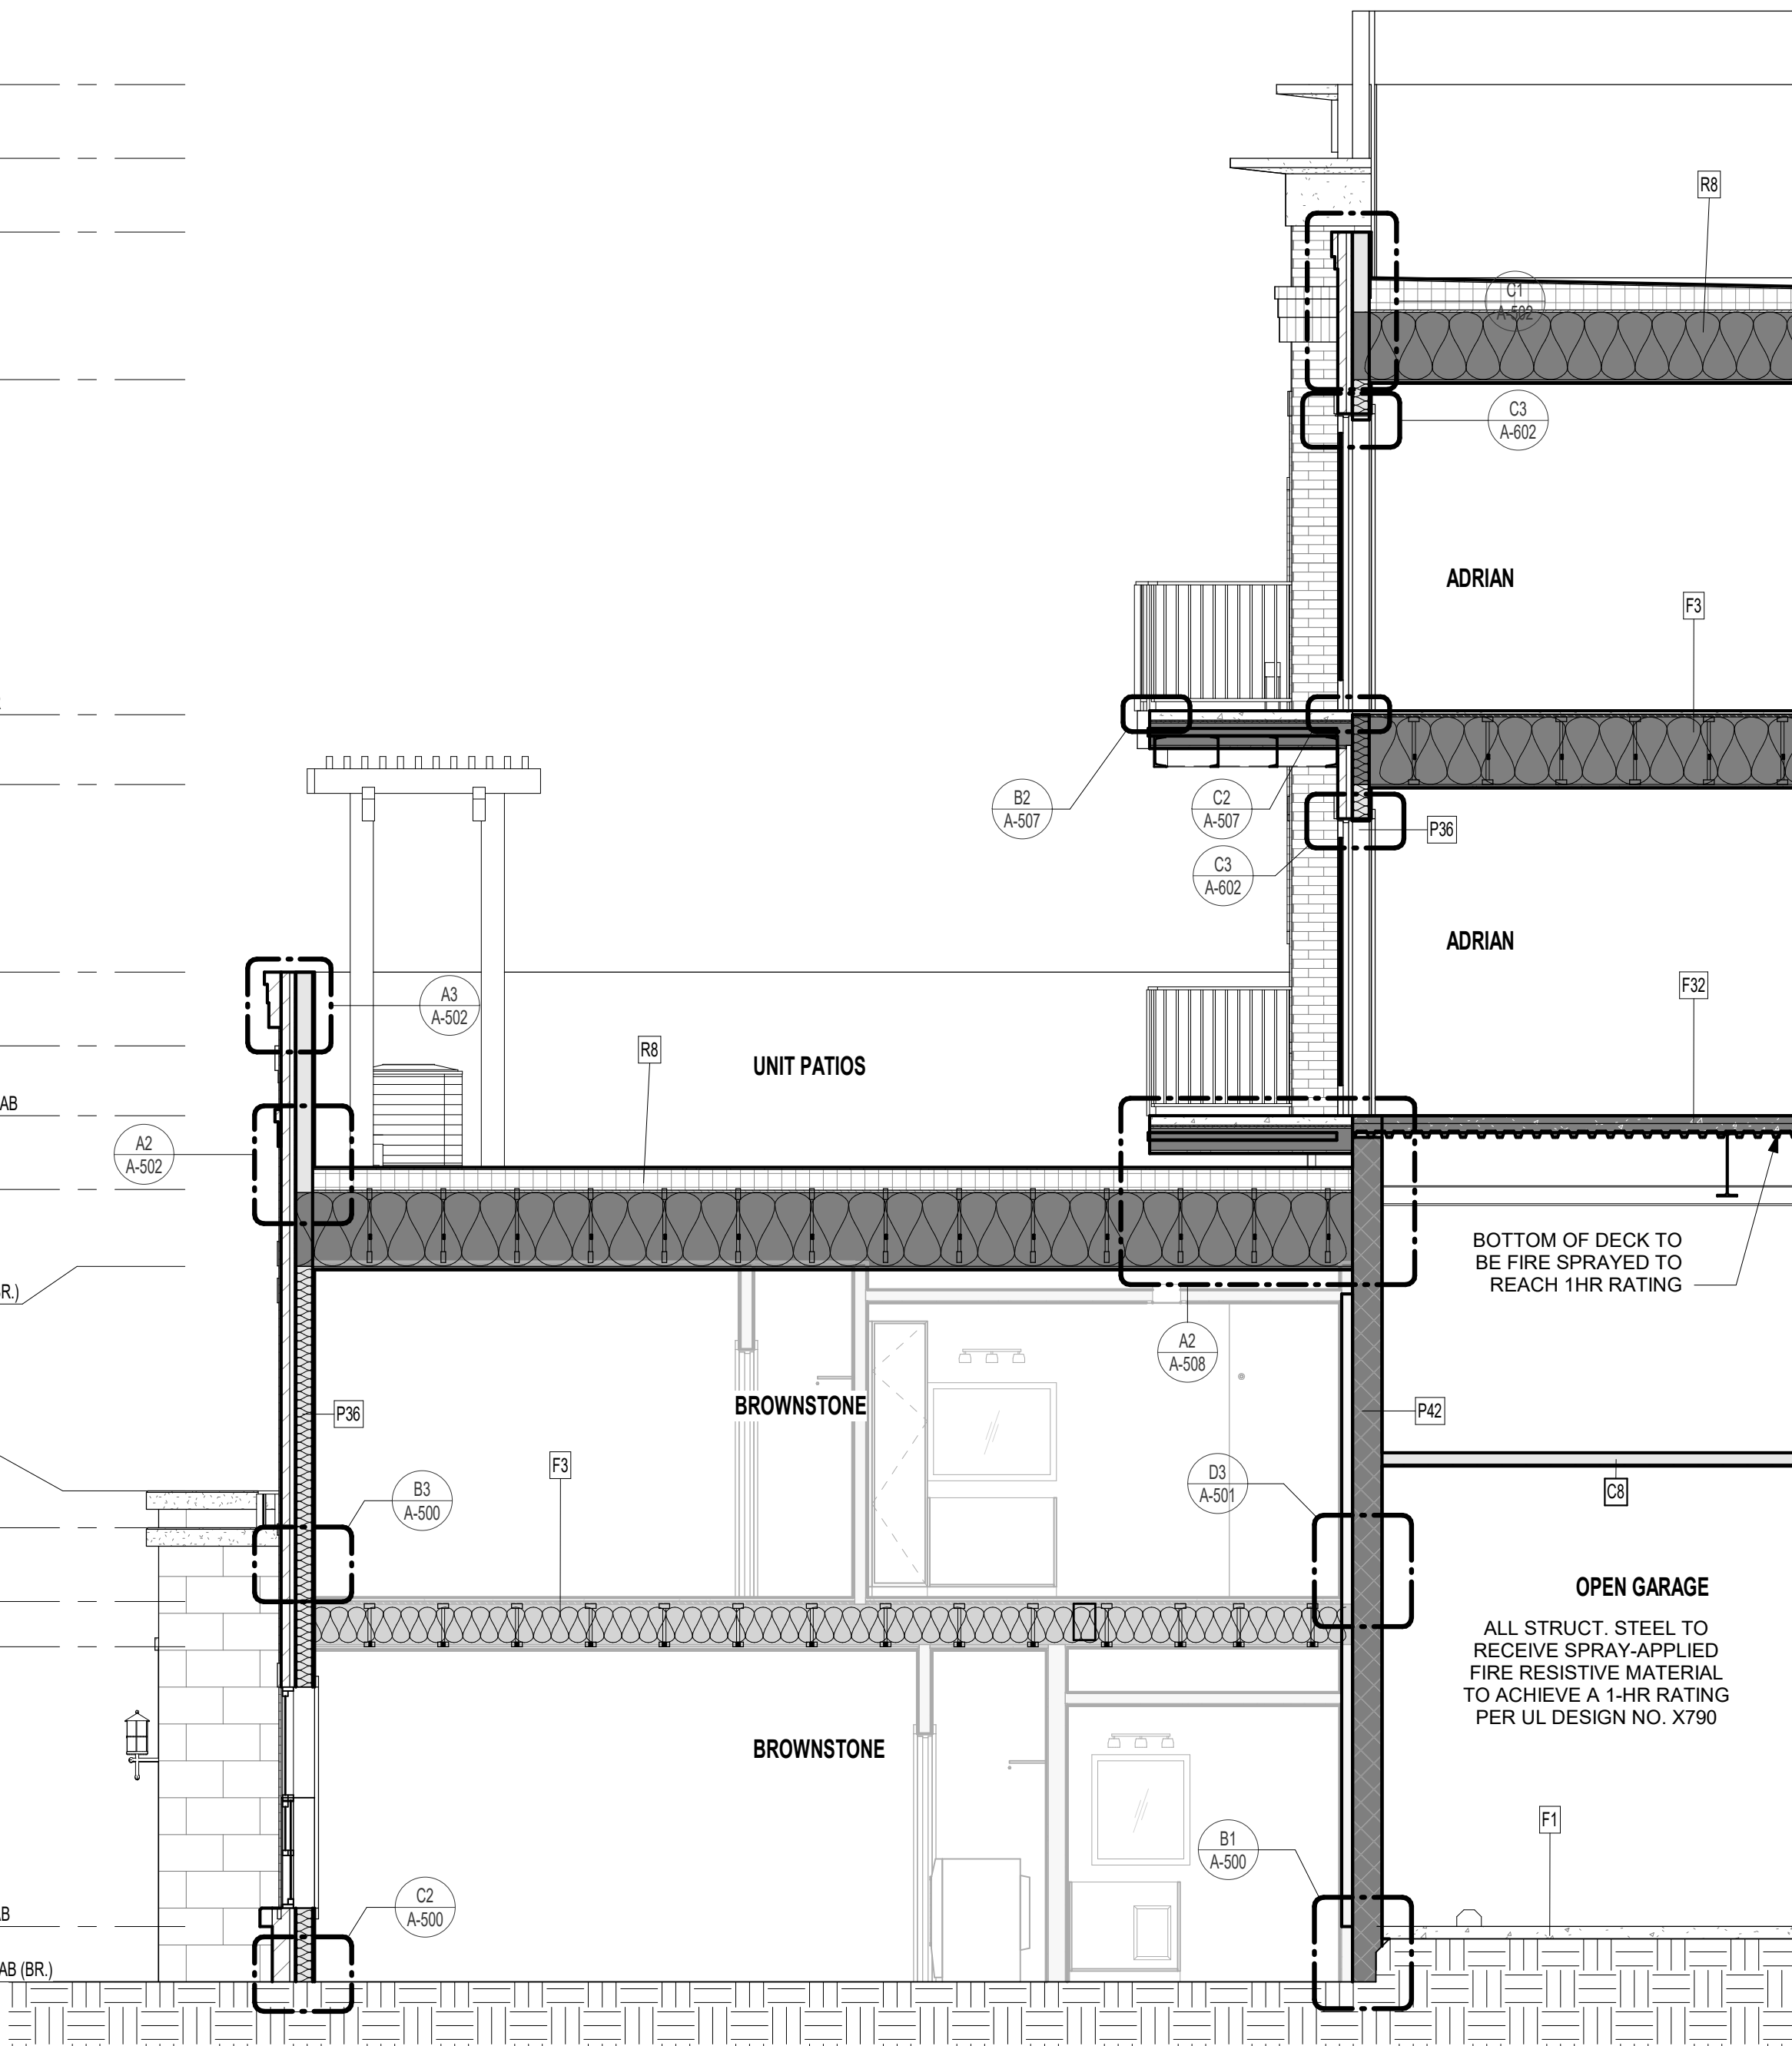 R8
C1
A-502
C3
A-602
ADRIAN
F3
B2
A-507
C2
A-507
P36
C3
A-602
ADRIAN
A3
A-502
F32
R8
UNIT PATIOS
AB
A2
A-502
BOTTOM OF DECK TO
BE FIRE SPRAYED TO
REACH 1HR RATING
R.)
A2
A-508
BROWNSTONE
P36
P42
F3
D3
A-501
B3
A-500
C8
OPEN GARAGE
ALL STRUCT. STEEL TO
RECEIVE SPRAY-APPLIED
FIRE RESISTIVE MATERIAL
TO ACHIEVE A 1-HR RATING
PER UL DESIGN NO. X790
BROWNSTONE
F1
B1
A-500
C2
A-500
AB
AB (BR.)